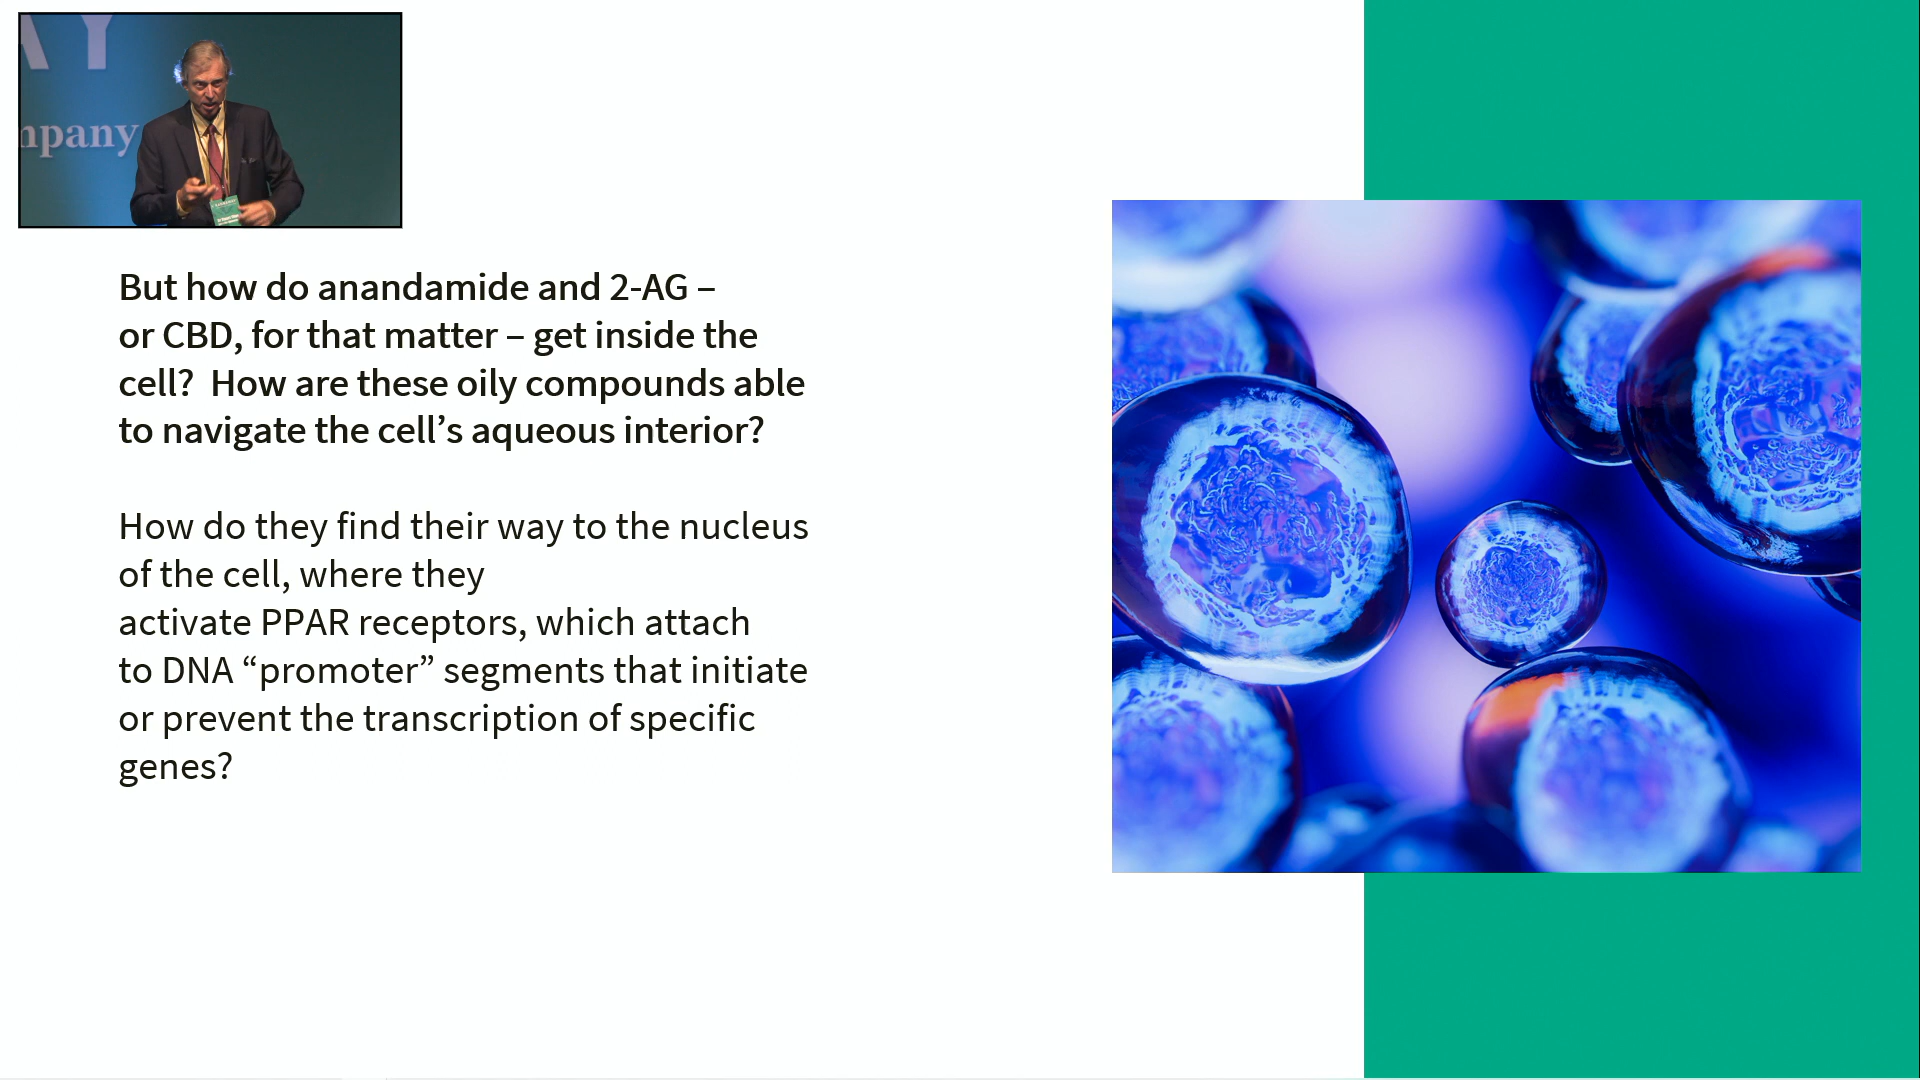 AY
mpany
But how do anandamide and 2-AG –
or CBD, for that matter – get inside the
cell?  How are these oily compounds able
to navigate the cell’s aqueous interior?
How do they find their way to the nucleus
of the cell, where they
activate PPAR receptors, which attach
to DNA “promoter” segments that initiate
or prevent the transcription of specific
genes?